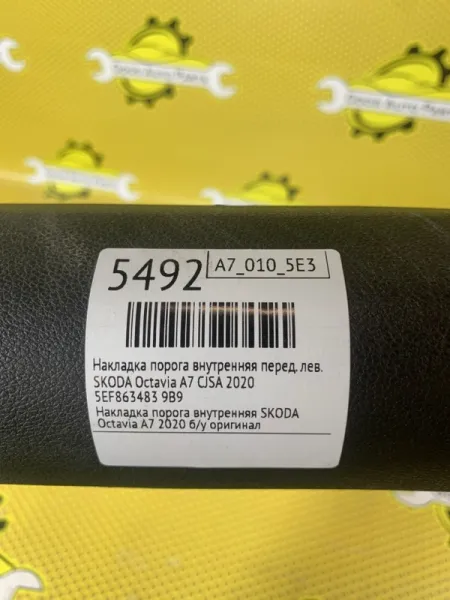 5492 A7_010_5E3
Накладка порога внутренняя перед. лев.
SKODA Octavia A7 CJSA 2020
5EF863483 9B9
Накладка порога внутренняя SKODA
Octavia A7 2020 б/у оригинал